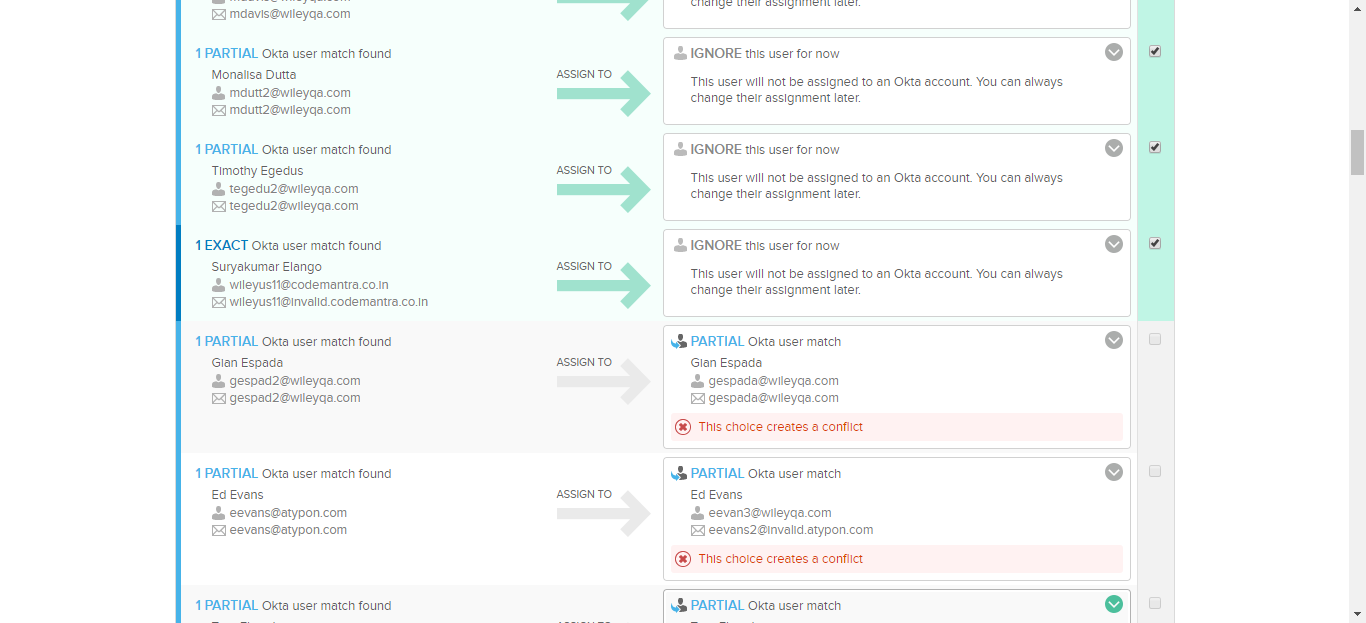 mdavis@wileyqa.com
change their assignment later.
1 PARTIAL Okta user match found
Monalisa Dutta
mdutt2@wileyqa.com
mdutt2@wileyqa.com
ASSIGN TO
IGNORE this user for now
This user will not be assigned to an Okta account. You can always
change their assignment later.
1 PARTIAL Okta user match found
Timothy Egedus
tegedu2@wileyqa.com
tegedu2@wileyqa.com
ASSIGN TO
IGNORE this user for now
This user will not be assigned to an Okta account. You can always
change their assignment later.
1 EXACT Okta user match found
Suryakumar Elango
wileyus11@codemantra.co.in
wileyus11@invalid.codemantra.co.in
ASSIGN TO
IGNORE this user for now
This user will not be assigned to an Okta account. You can always
change their assignment later.
1 PARTIAL Okta user match found
Gian Espada
gespad2@wileyqa.com
gespad2@wileyqa.com
ASSIGN TO
PARTIAL Okta user match
Gian Espada
gespada@wileyqa.com
gespada@wileyqa.com
This choice creates a conflict
1 PARTIAL Okta user match found
Ed Evans
eevans@atypon.com
eevans@atypon.com
ASSIGN TO
PARTIAL Okta user match
Ed Evans
eevan3@wileyqa.com
eevans2@invalid.atypon.com
This choice creates a conflict
1 PARTIAL Okta user match found
PARTIAL Okta user match